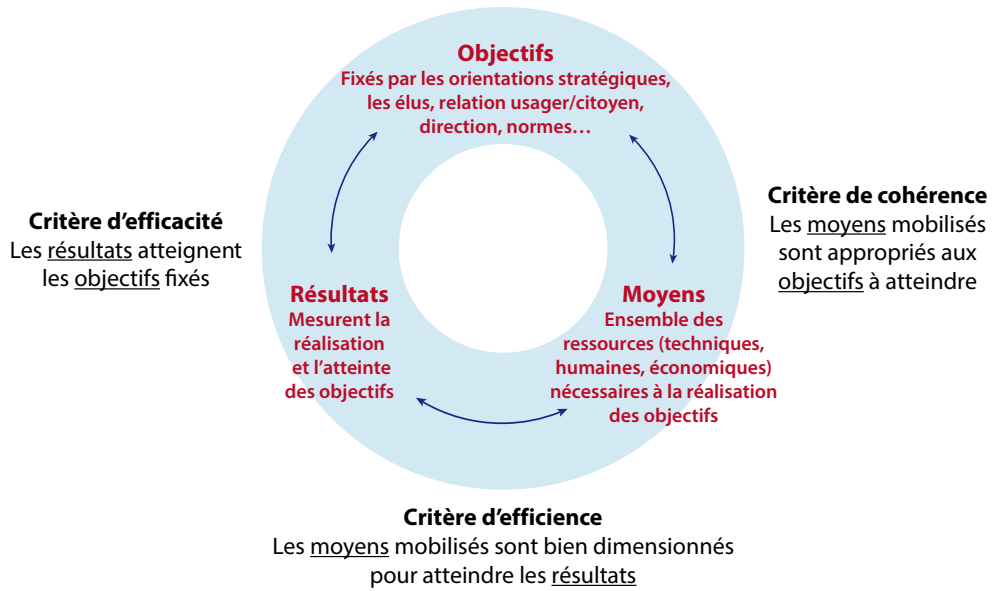 Objectifs
Fixés par les orientations stratégiques,
les élus, relation usager/citoyen,
direction, normes…
Critère d’efficacité
Les résultats atteignent
les objectifs fixés
Critère de cohérence
Les moyens mobilisés
sont appropriés aux
objectifs à atteindre
Résultats
Mesurent la
réalisation
et l’atteinte
des objectifs
Moyens
Ensemble des
ressources (techniques,
humaines, économiques)
nécessaires à la réalisation
des objectifs
Critère d’efficience
Les moyens mobilisés sont bien dimensionnés
pour atteindre les résultats